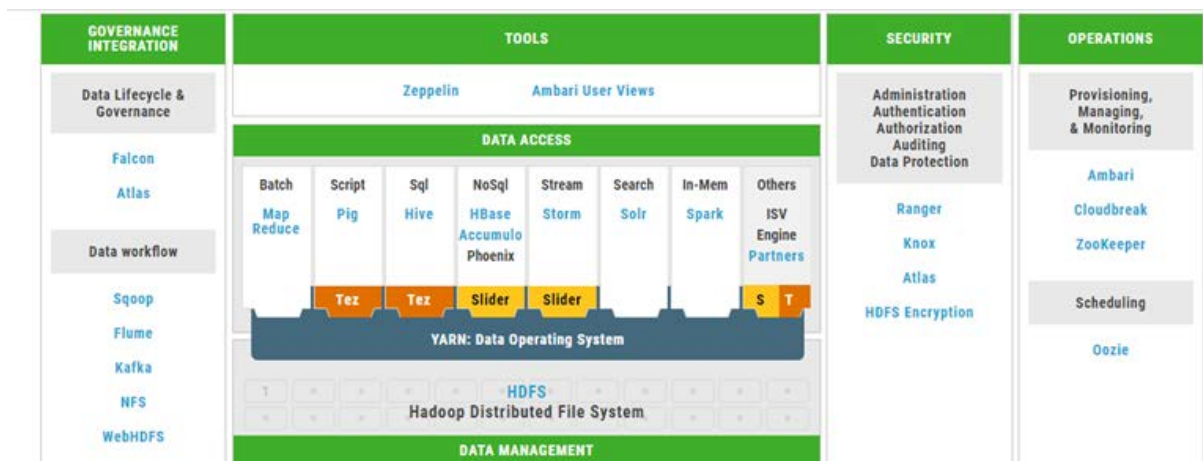 GOVERNANCE
INTEGRATION
Data Lifecycle &
Governance
Falcon
Atlas
Data workflow
Sqoop
Flume
Kafka
NFS
WebHDFS
TOOLS
Zeppelin Ambari User Views
DATA ACCESS
Batch
Map
Reduce
Script
Pig
Tez
Sql
Hive
Tez
NoSql
HBase
Accumulo
Phoenix
Slider
Stream
Storm
Slider
Search
Solr
In-Mem
Spark
Others
ISV
Engine
Partners
S T
YARN: Data Operating System
1
HDFS
Hadoop Distributed File System
DATA MANAGEMENT
SECURITY
Administration
Authentication
Authorization
Auditing
Data Protection
Ranger
Knox
Atlas
HDFS Encryption
OPERATIONS
Provisioning,
Managing,
& Monitoring
Ambari
Cloudbreak
ZooKeeper
Scheduling
Oozie